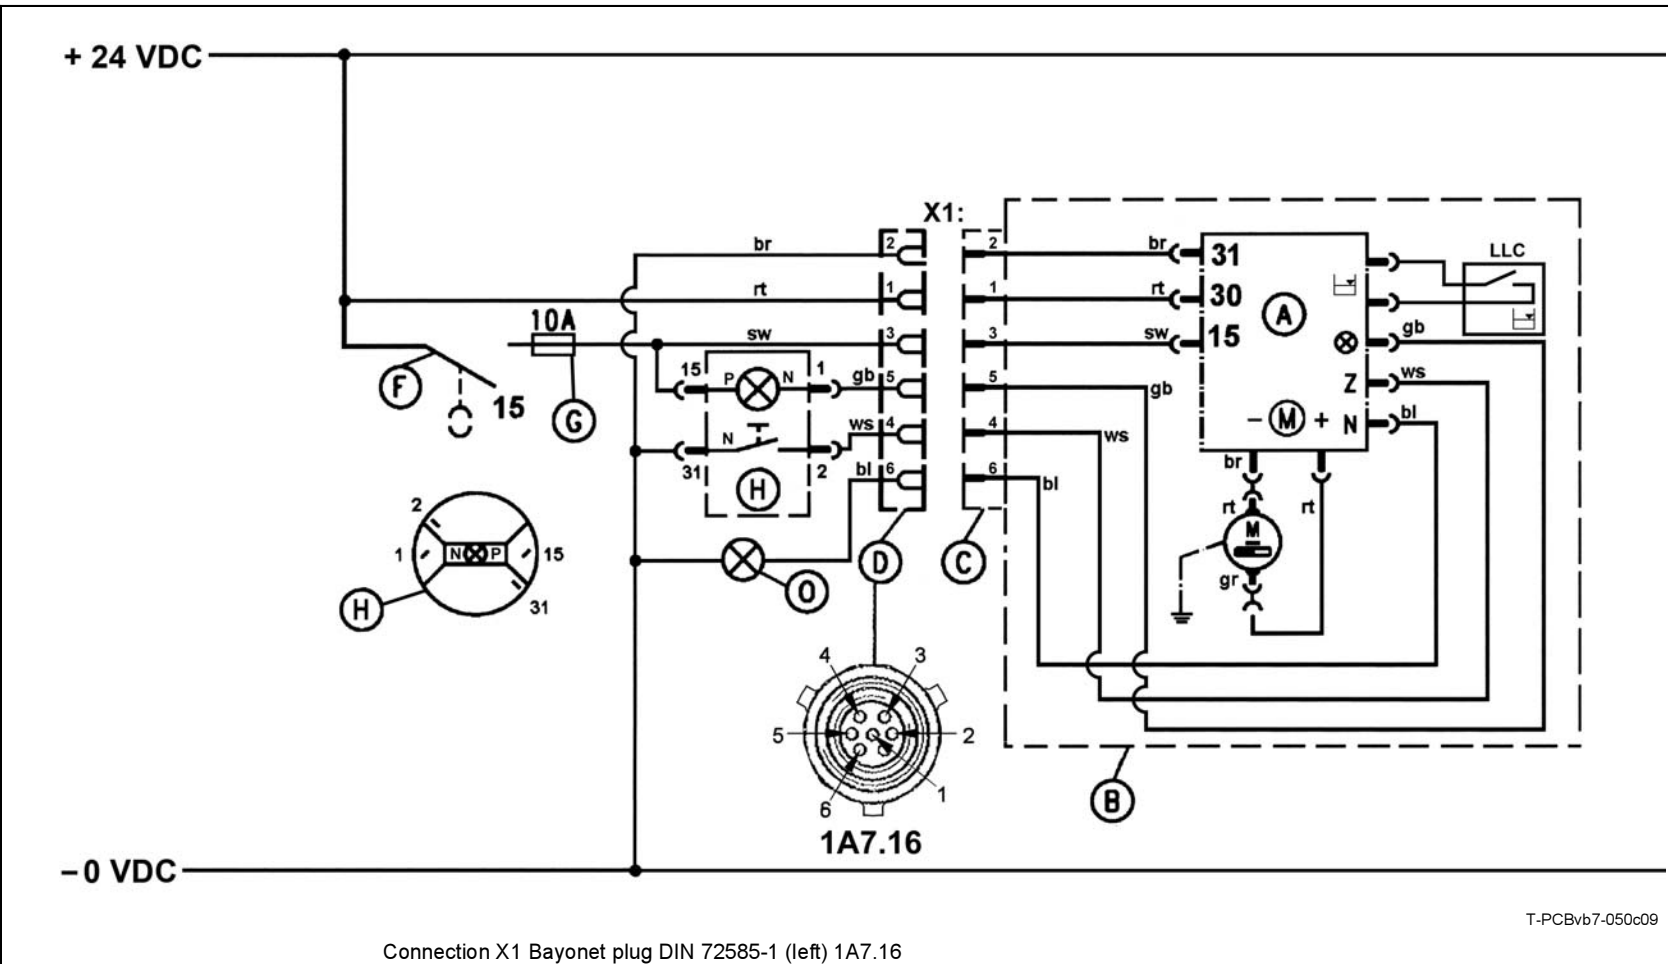 + 24 VDC
X1:
br
2
2
br
31
LLC
rt
1
1
rt
30
A
10A
sw
3
3
sw
15
gb
F
15
G
15
P
N
1
gb
5
5
gb
Z
ws
N
ws
4
4
ws
- M +
N
bl
31
H
2
bl
6
6
bl
br
rt
rt
M
gr
2
1
N
P
15
31
H
O
D
C
4
3
5
2
6
1
1A7.16
B
− 0 VDC
T-PCBvb7-050c09
Connection X1 Bayonet plug DIN 72585-1 (left) 1A7.16